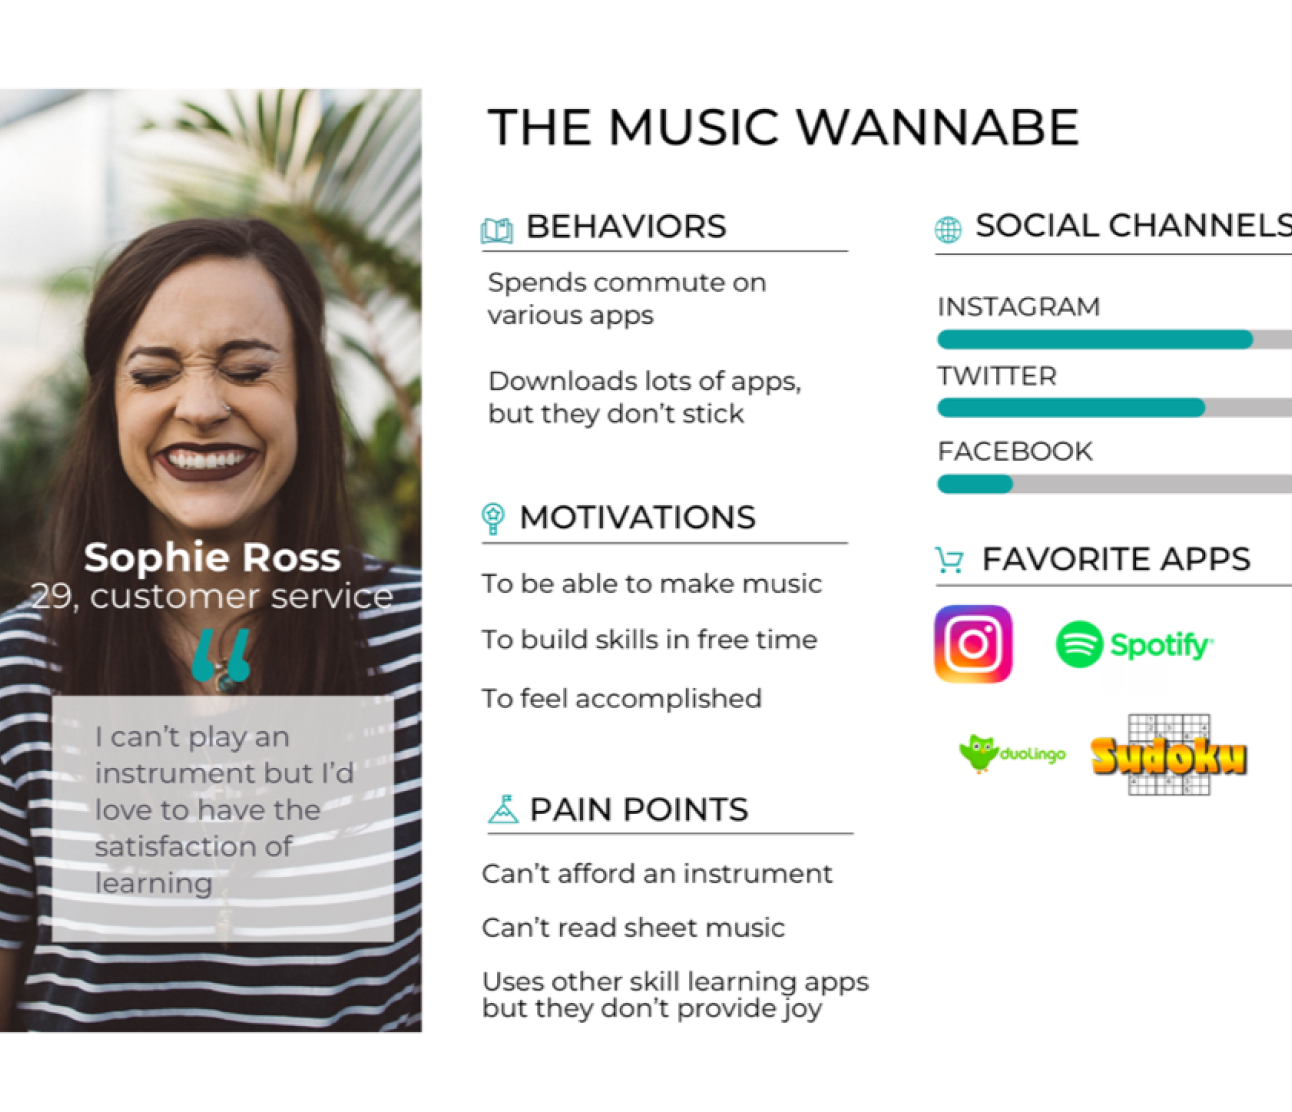 THE MUSIC WANNABE
Sophie Ross
29, customer service
I can’t play an
instrument but I’d
love to have the
satisfaction of
learning
BEHAVIORS
Spends commute on
various apps
Downloads lots of apps,
but they don’t stick
MOTIVATIONS
To be able to make music
To build skills in free time
To feel accomplished
PAIN POINTS
Can’t afford an instrument
Can’t read sheet music
Uses other skill learning apps
but they don’t provide joy
SOCIAL CHANNELS
INSTAGRAM
TWITTER
FACEBOOK
FAVORITE APPS
Spotify
duoLingo
Sudoku